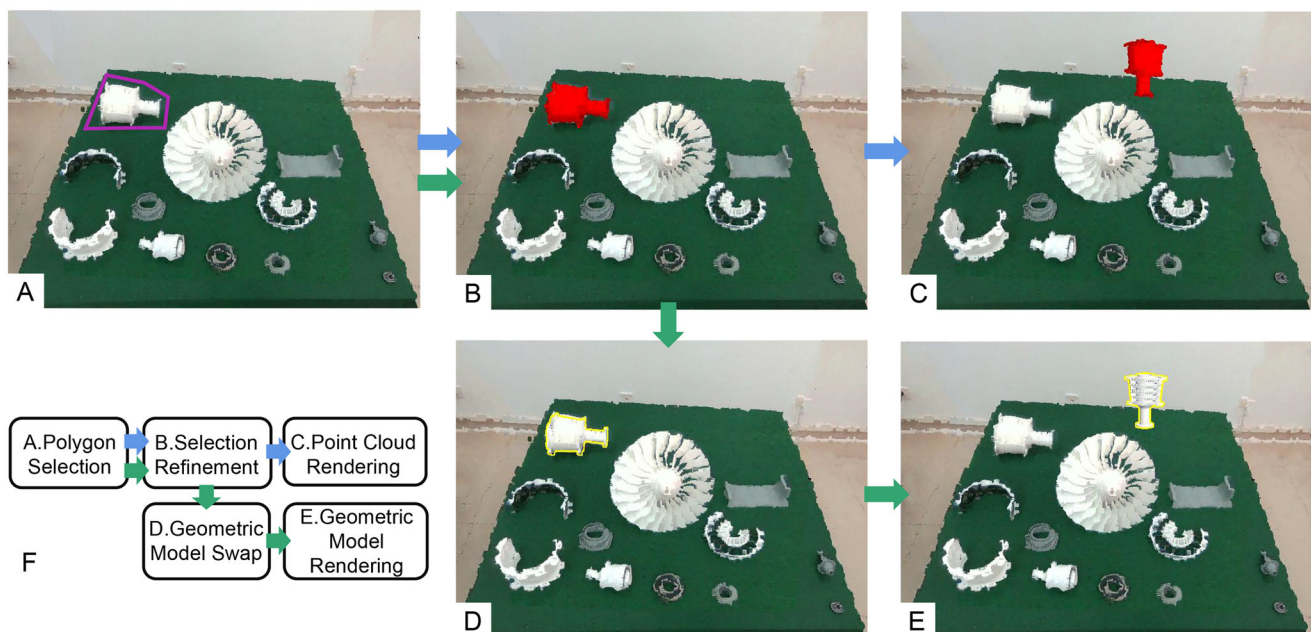 A
B
C
A.Polygon
Selection
B.Selection
Refinement
C.Point Cloud
Rendering
D.Geometric
Model Swap
E.Geometric
Model
Rendering
F
D
E